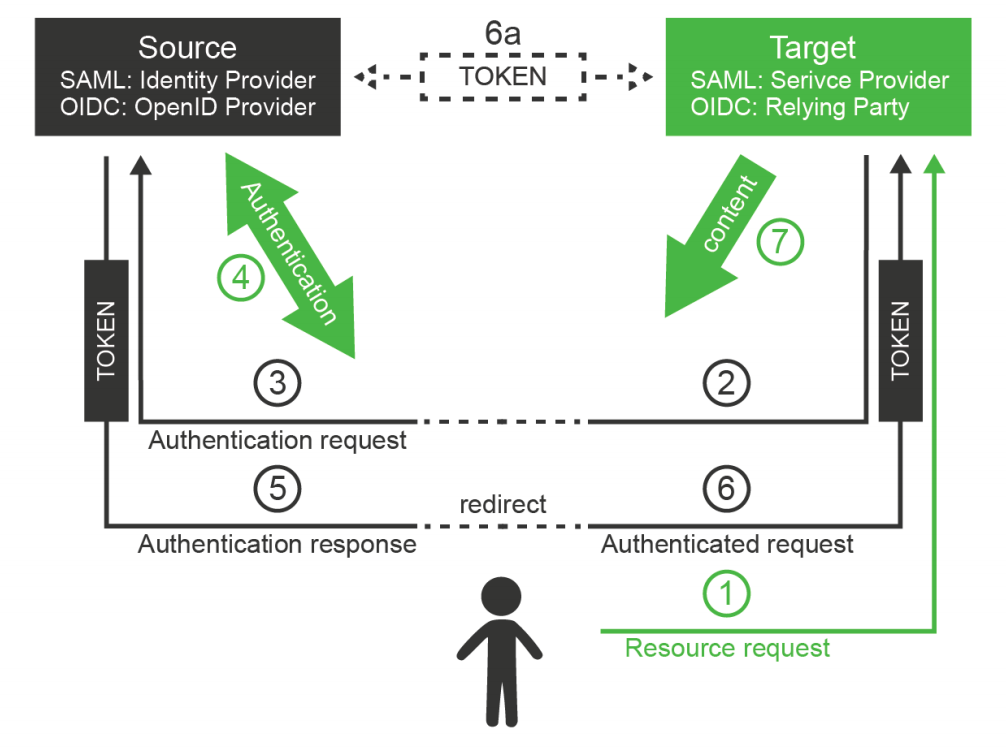 6a
Source
SAML: Identity Provider
OIDC: OpenID Provider
TOKEN
Target
SAML: Serivce Provider
OIDC: Relying Party
Authentication
4
content
7
TOKEN
TOKEN
3
2
Authentication request
5
redirect
6
Authentication response
Authenticated request
1
Resource request